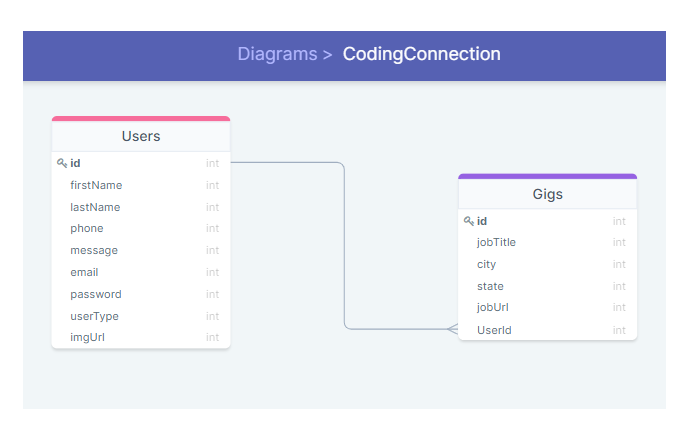 Diagrams > CodingConnection
Users
id int
firstName int
lastName int
phone int
message int
email int
password int
userType int
imgUrl int
Gigs
id int
jobTitle int
city int
state int
jobUrl int
UserId int